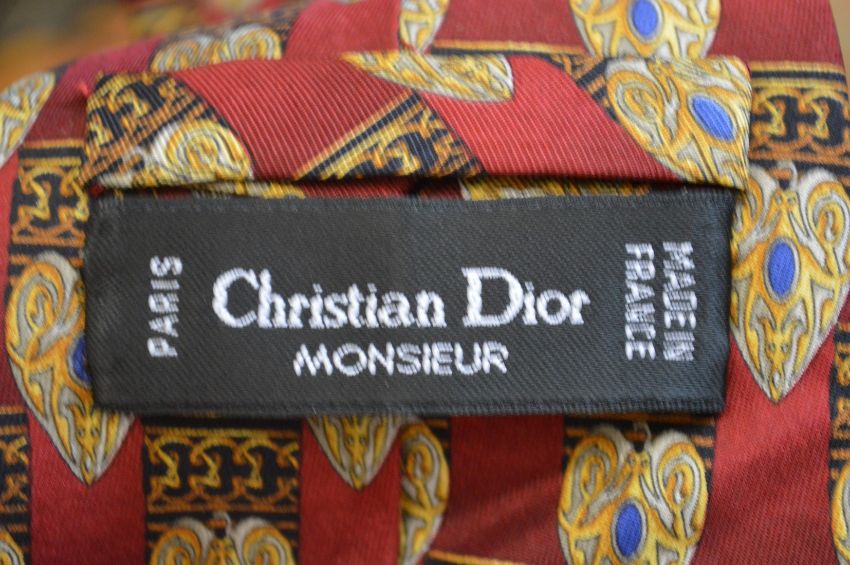 PARIS
Christian Dior
MONSIEUR
MADE IN
FRANCE